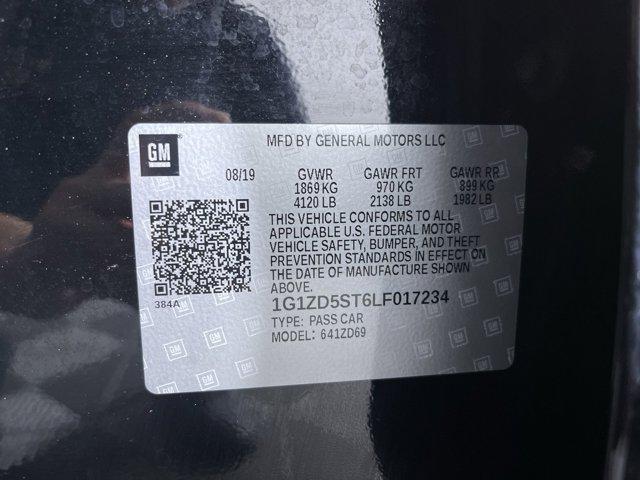 GM
MFD BY GENERAL MOTORS LLC
08/19 GVWR GAWR FRT GAWR RR
1869 KG 970 KG 899 KG
4120 LB 2138 LB 1982 LB
THIS VEHICLE CONFORMS TO ALL
APPLICABLE U.S. FEDERAL MOTOR
VEHICLE SAFETY, BUMPER, AND THEFT
PREVENTION STANDARDS IN EFFECT ON
THE DATE OF MANUFACTURE SHOWN
ABOVE.
384A
1G1ZD5ST6LF017234
TYPE: PASS CAR
MODEL: 641ZD69